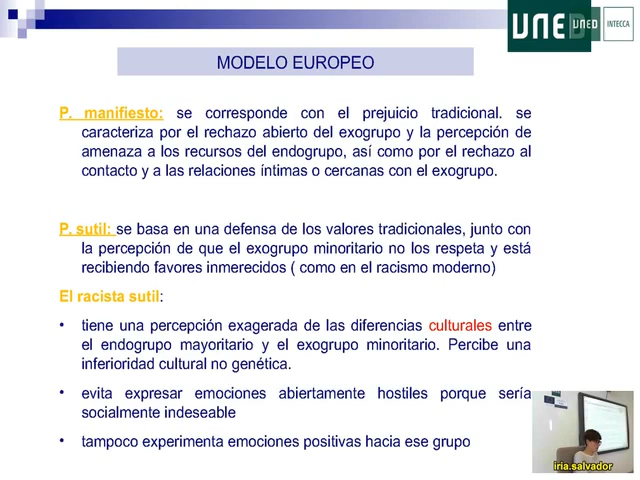 UNED
UNED
INTECCA
MODELO EUROPEO
P. manifiesto: se corresponde con el prejuicio tradicional. se
caracteriza por el rechazo abierto del exogrupo y la percepción de
amenaza a los recursos del endogrupo, así como por el rechazo al
contacto y a las relaciones íntimas o cercanas con el exogrupo.
P. sutil: se basa en una defensa de los valores tradicionales, junto con
la percepción de que el exogrupo minoritario no los respeta y está
recibiendo favores inmerecidos ( como en el racismo moderno)
El racista sutil:
• tiene una percepción exagerada de las diferencias culturales entre
el endogrupo mayoritario y el exogrupo minoritario. Percibe una
inferioridad cultural no genética.
• evita expresar emociones abiertamente hostiles porque sería
socialmente indeseable
• tampoco experimenta emociones positivas hacia ese grupo
iria.salvador